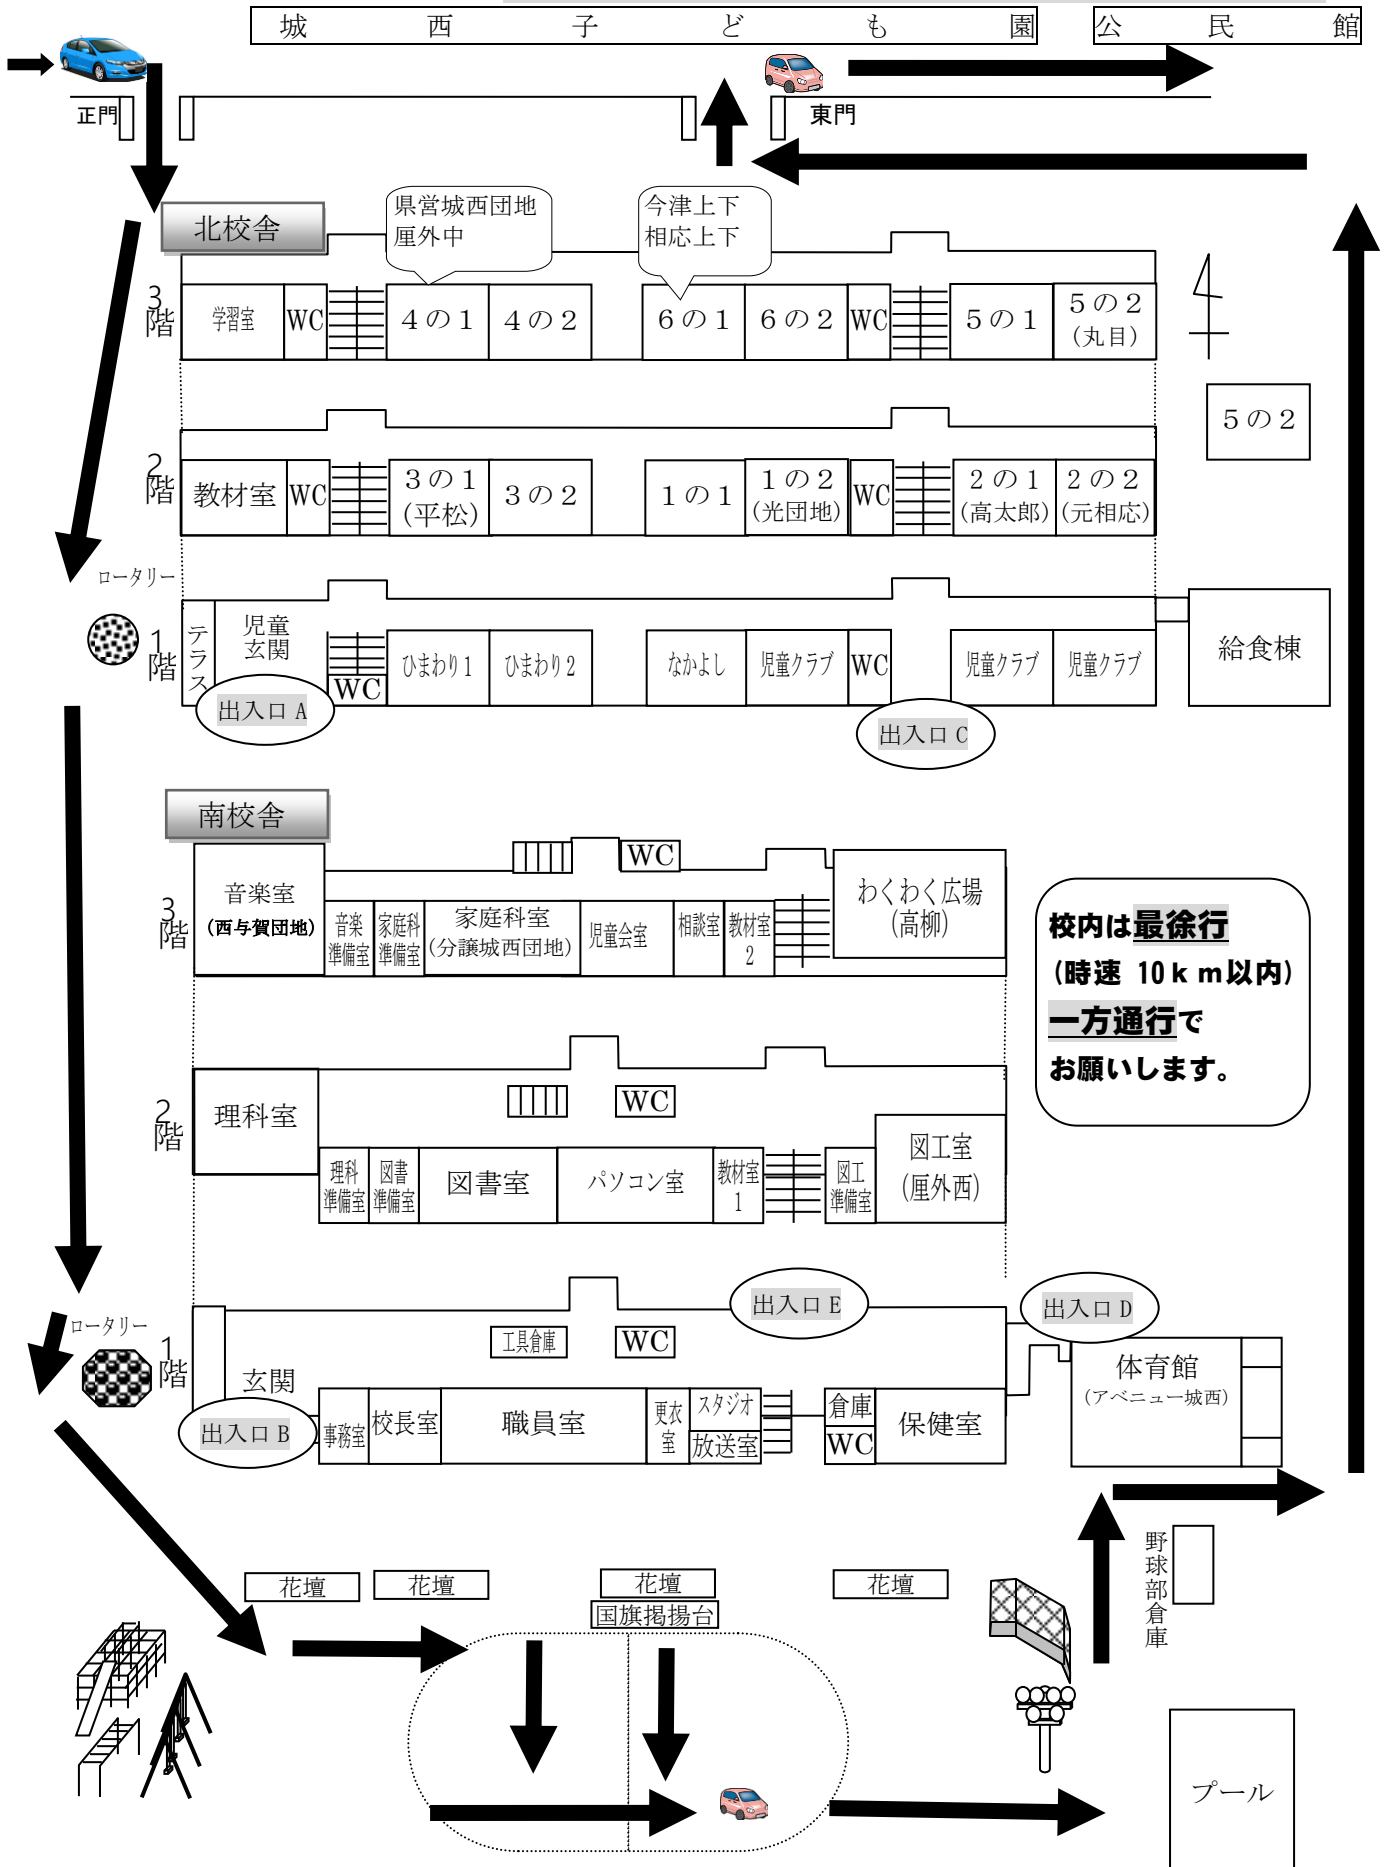 城西子ども園
公民館
正門
東門
北校舎
県営城西団地
厘外中
今津上下
相応上下
3階
学習室
WC
4の1
4の2
6の1
6の2
WC
5の1
5の2
(丸目)
5の2
2階
教材室
WC
3の1
(平松)
3の2
1の1
1の2
(光団地)
WC
2の1
(高太郎)
2の2
(元相応)
ロータリー
1階
テラス
児童
玄関
WC
ひまわり1
ひまわり2
なかよし
児童クラブ
WC
児童クラブ
児童クラブ
給食棟
出入口 A
出入口 C
南校舎
3階
音楽室
(西与賀団地)
音楽
準備室
家庭科
準備室
家庭科室
(分譲城西団地)
児童会室
相談室
教材室
2
WC
わくわく広場
(高柳)
校内は最徐行
(時速 10km以内)
一方通行で
お願いします。
2階
理科室
WC
理科
準備室
図書
準備室
図書室
パソコン室
教材室
1
図工
準備室
図工室
(厘外西)
出入口 E
出入口 D
ロータリー
1階
工具倉庫
WC
玄関
出入口 B
事務室
校長室
職員室
更衣
室
スタジオ
放送室
倉庫
WC
保健室
体育館
(アベニュー城西)
野球部倉庫
花壇
花壇
花壇
花壇
国旗掲揚台
プール